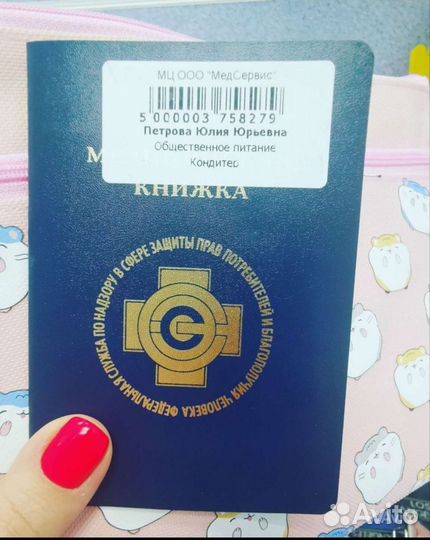 МЦ ООО "МедСервис"
5 000003 758279
Петрова Юлия Юрьевна
Общественное питание
Кондитер
КНИЖКА
ФЕДЕРАЛЬНАЯ СЛУЖБА ПО НАДЗОРУ В СФЕРЕ ЗАЩИТЫ ПРАВ ПОТРЕБИТЕЛЕЙ И БЛАГОПОЛУЧИЯ ЧЕЛОВЕКА
Avito